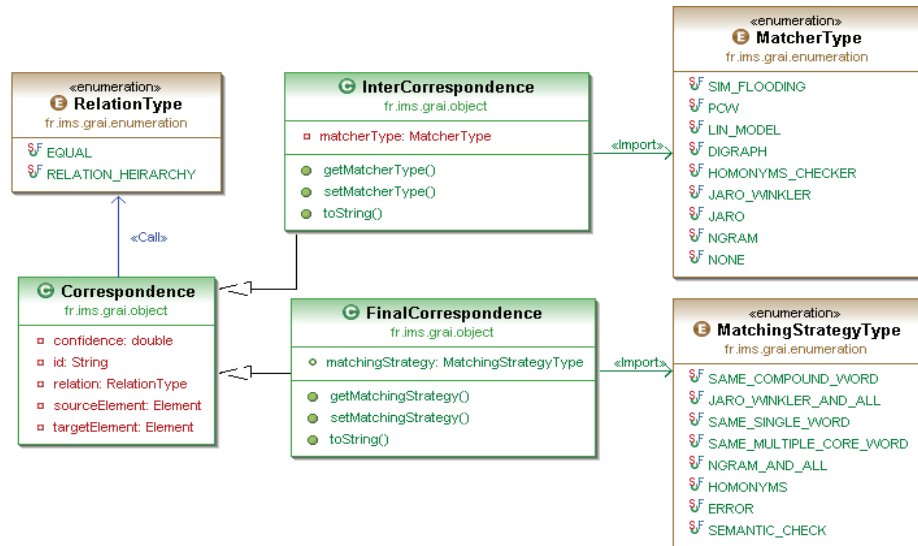 «enumeration»
RelationType
fr.ims.grai.enumeration
EQUAL
RELATION_HEIRARCHY
«Call»
Correspondence
fr.ims.grai.object
confidence: double
id: String
relation: RelationType
sourceElement: Element
targetElement: Element
InterCorrespondence
fr.ims.grai.object
matcherType: MatcherType
getMatcherType()
setMatcherType()
toString()
«Import»
FinalCorrespondence
fr.ims.grai.object
matchingStrategy: MatchingStrategyType
getMatchingStrategy()
setMatchingStrategy()
toString()
«Import»
«enumeration»
MatcherType
fr.ims.grai.enumeration
SIM_FLOODING
PCW
LIN_MODEL
DIGRAPH
HOMONYMS_CHECKER
JARO_WINKLER
JARO
NGRAM
NONE
«enumeration»
MatchingStrategyType
fr.ims.grai.enumeration
SAME_COMPOUND_WORD
JARO_WINKLER_AND_ALL
SAME_SINGLE_WORD
SAME_MULTIPLE_CORE_WORD
NGRAM_AND_ALL
HOMONYMS
ERROR
SEMANTIC_CHECK